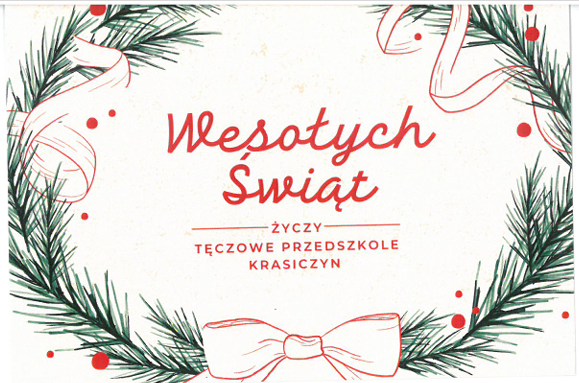 Wesołych
Świąt
ŻYCZY
TĘCZOWE PRZEDSZKOLE
KRASICZYN